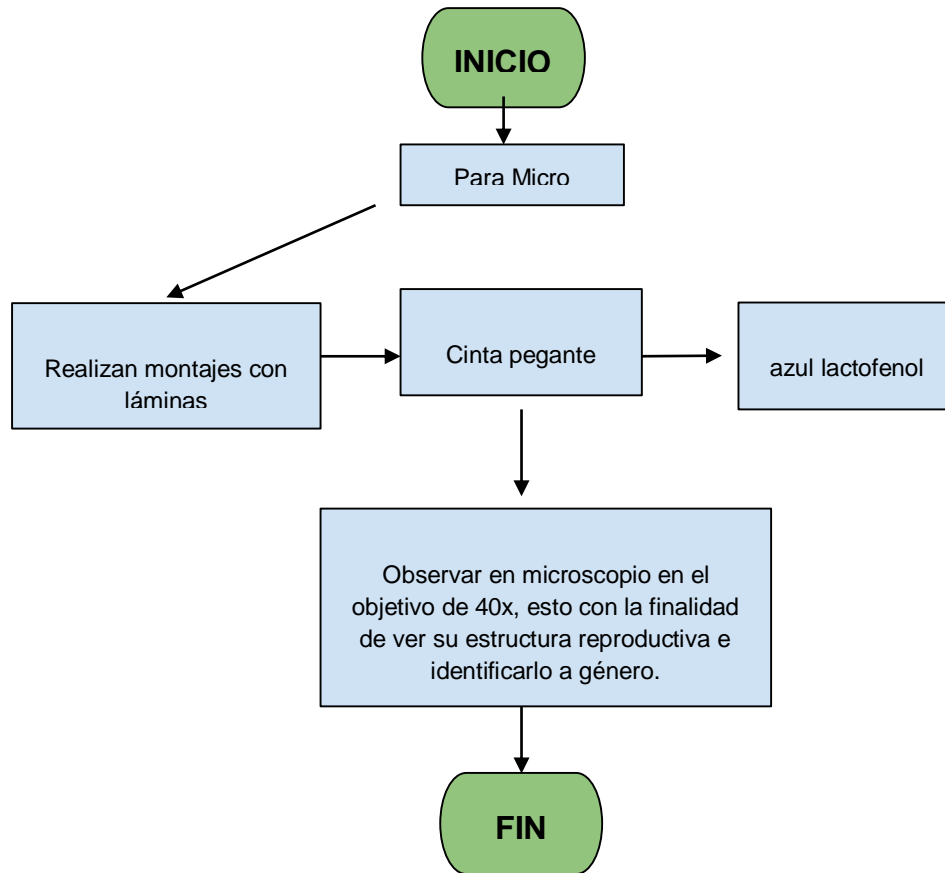 INICIO
Para Micro
Realizan montajes con
láminas
Cinta pegante
azul lactofenol
Observar en microscopio en el
objetivo de 40x, esto con la finalidad
de ver su estructura reproductiva e
identificarlo a género.
FIN